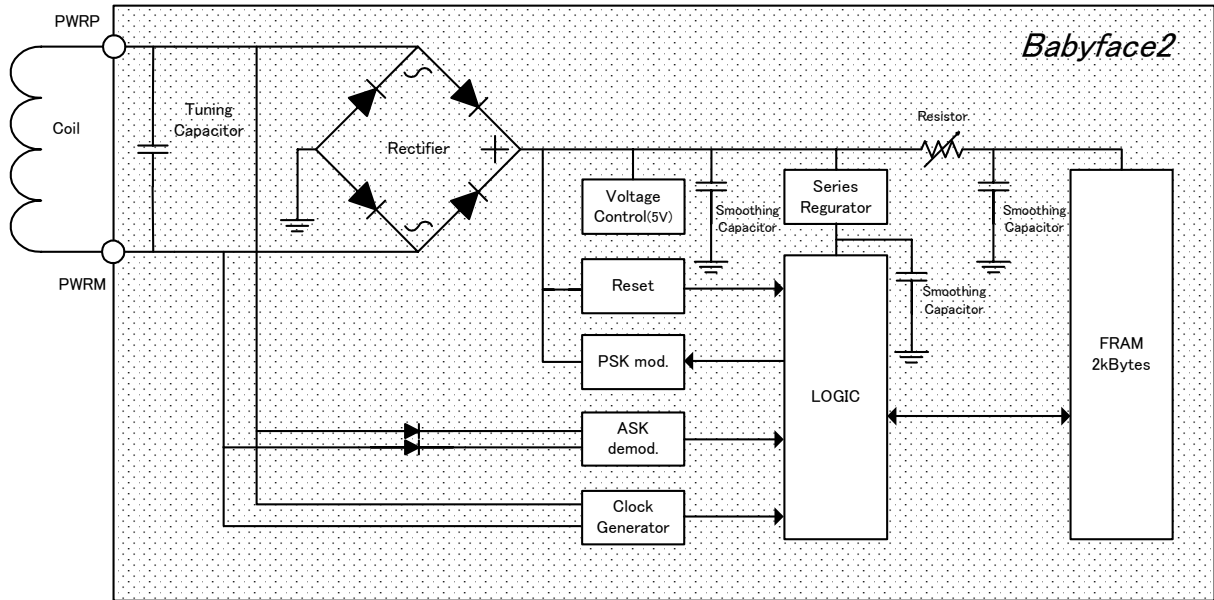 PWRP
Babyface2
Coil
Tuning
Capacitor
Rectifier
Resistor
Voltage
Control(5V)
Smoothing
Capacitor
Series
Regurator
Smoothing
Capacitor
PWRM
Reset
Smoothing
Capacitor
PSK mod.
LOGIC
FRAM
2kBytes
ASK
demod.
Clock
Generator